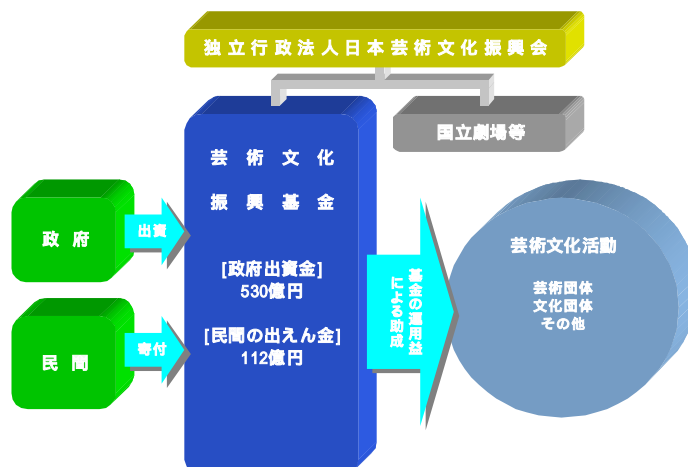 独立行政法人日本芸術文化振興会
国立劇場等
芸術文化
振興基金
[政府出資金]
530億円
[民間の出えん金]
112億円
政府
出資
民間
寄付
基金の運用益
による助成
芸術文化活動
芸術団体
文化団体
その他